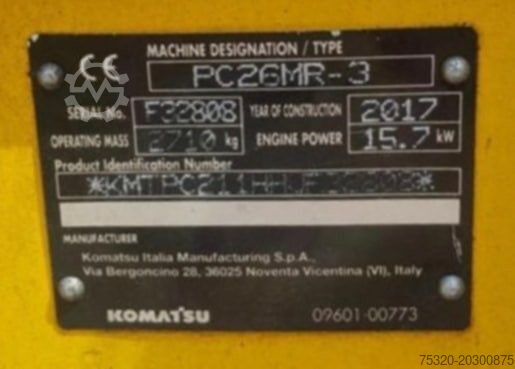 CE
MACHINE DESIGNATION / TYPE
PC26MR-3
SERIAL No. F32808 YEAR OF CONSTRUCTION 2017
OPERATING MASS 2710 kg ENGINE POWER 15.7 kW
Product Identification Number
MANUFACTURER
Komatsu Italia Manufacturing S.p.A.,
Via Bergoncino 28, 36025 Noventa Vicentina (VI), Italy
KOMATSU 09601-00773
75320-20300875